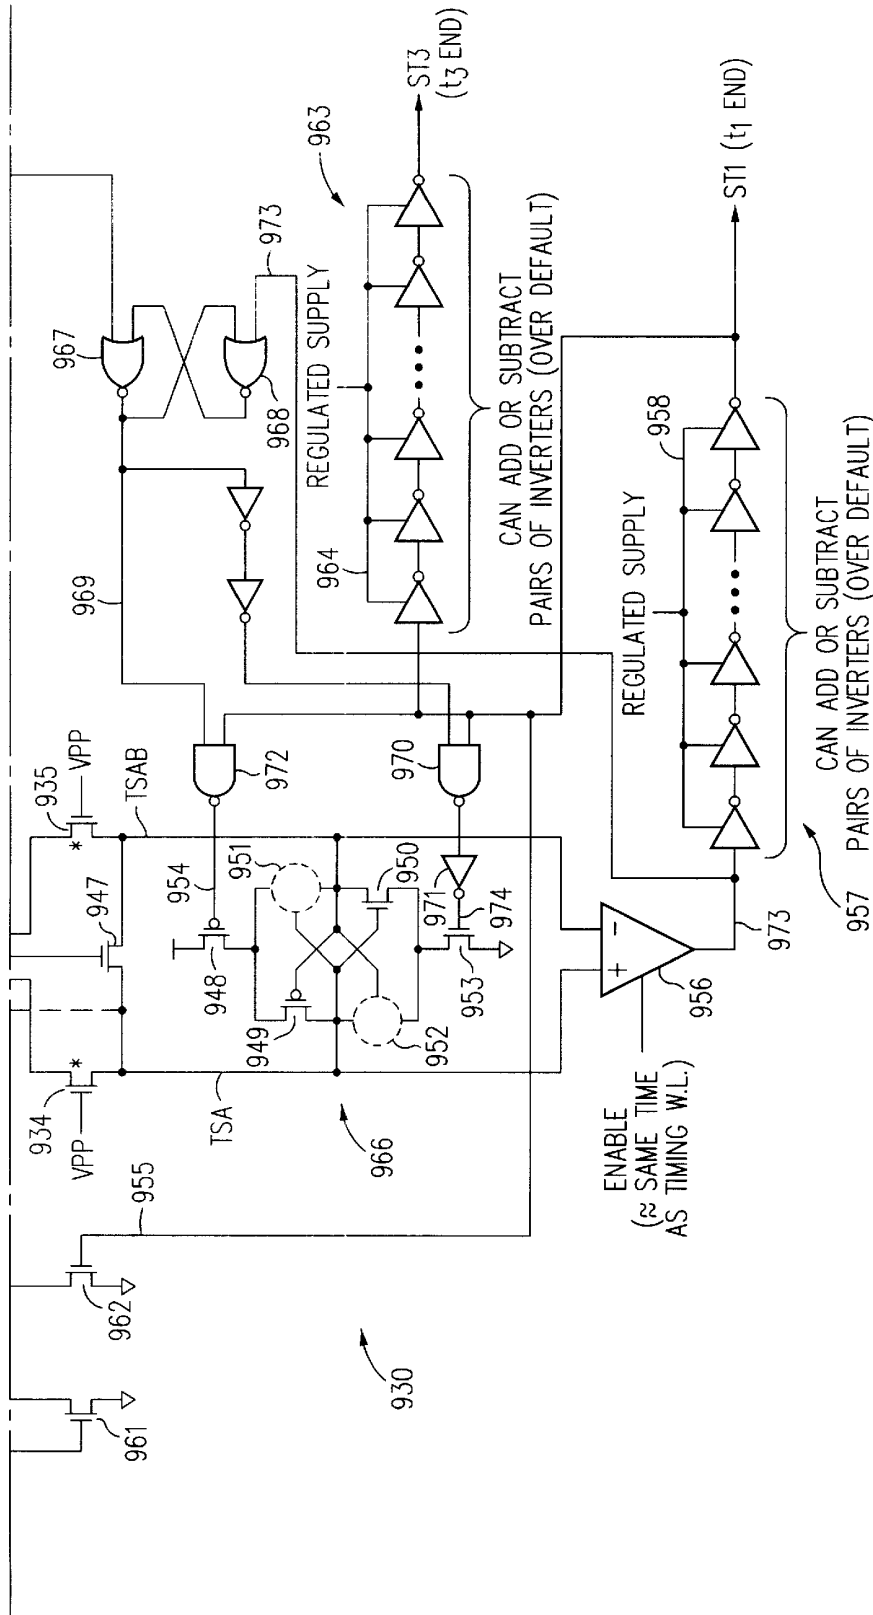 967
968
973
969
963
REGULATED SUPPLY
964
ST3
(t3 END)
CAN ADD OR SUBTRACT
PAIRS OF INVERTERS (OVER DEFAULT)
935
VPP
*
TSAB
947
934
VPP
*
TSA
972
970
954
951
948
949
950
971
974
953
952
966
955
962
961
930
ENABLE
(≈ SAME TIME
AS TIMING W.L.)
+
-
956
973
957
REGULATED SUPPLY
958
ST1 (t1 END)
CAN ADD OR SUBTRACT
PAIRS OF INVERTERS (OVER DEFAULT)